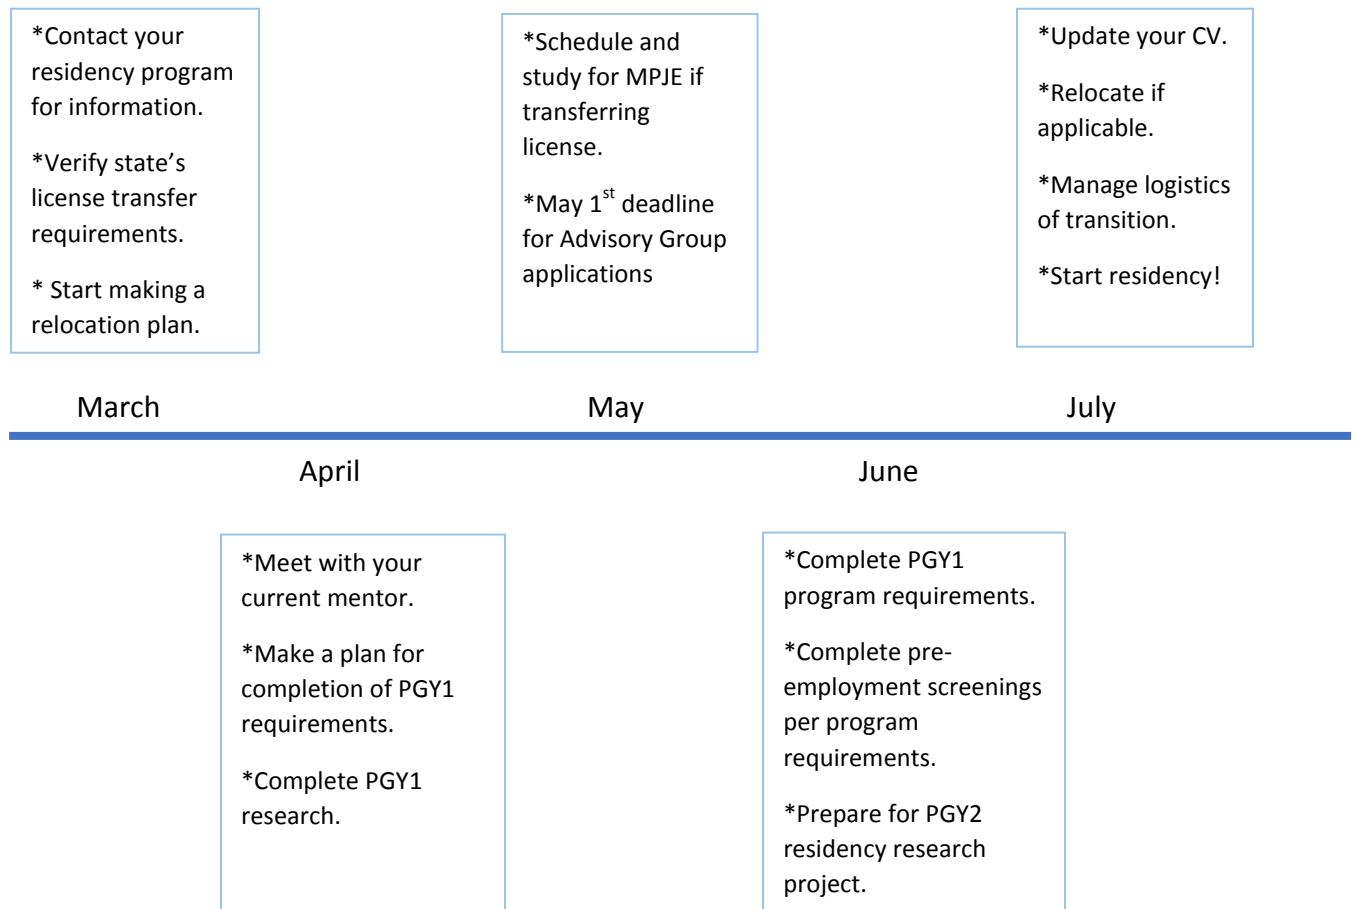 *Contact your
residency program
for information.
*Verify state’s
license transfer
requirements.
* Start making a
relocation plan.
*Schedule and
study for MPJE if
transferring
license.
*May 1st deadline
for Advisory Group
applications
*Update your CV.
*Relocate if
applicable.
*Manage logistics
of transition.
*Start residency!
March
May
July
April
June
*Meet with your
current mentor.
*Make a plan for
completion of PGY1
requirements.
*Complete PGY1
research.
*Complete PGY1
program requirements.
*Complete pre-
employment screenings
per program
requirements.
*Prepare for PGY2
residency research
project.